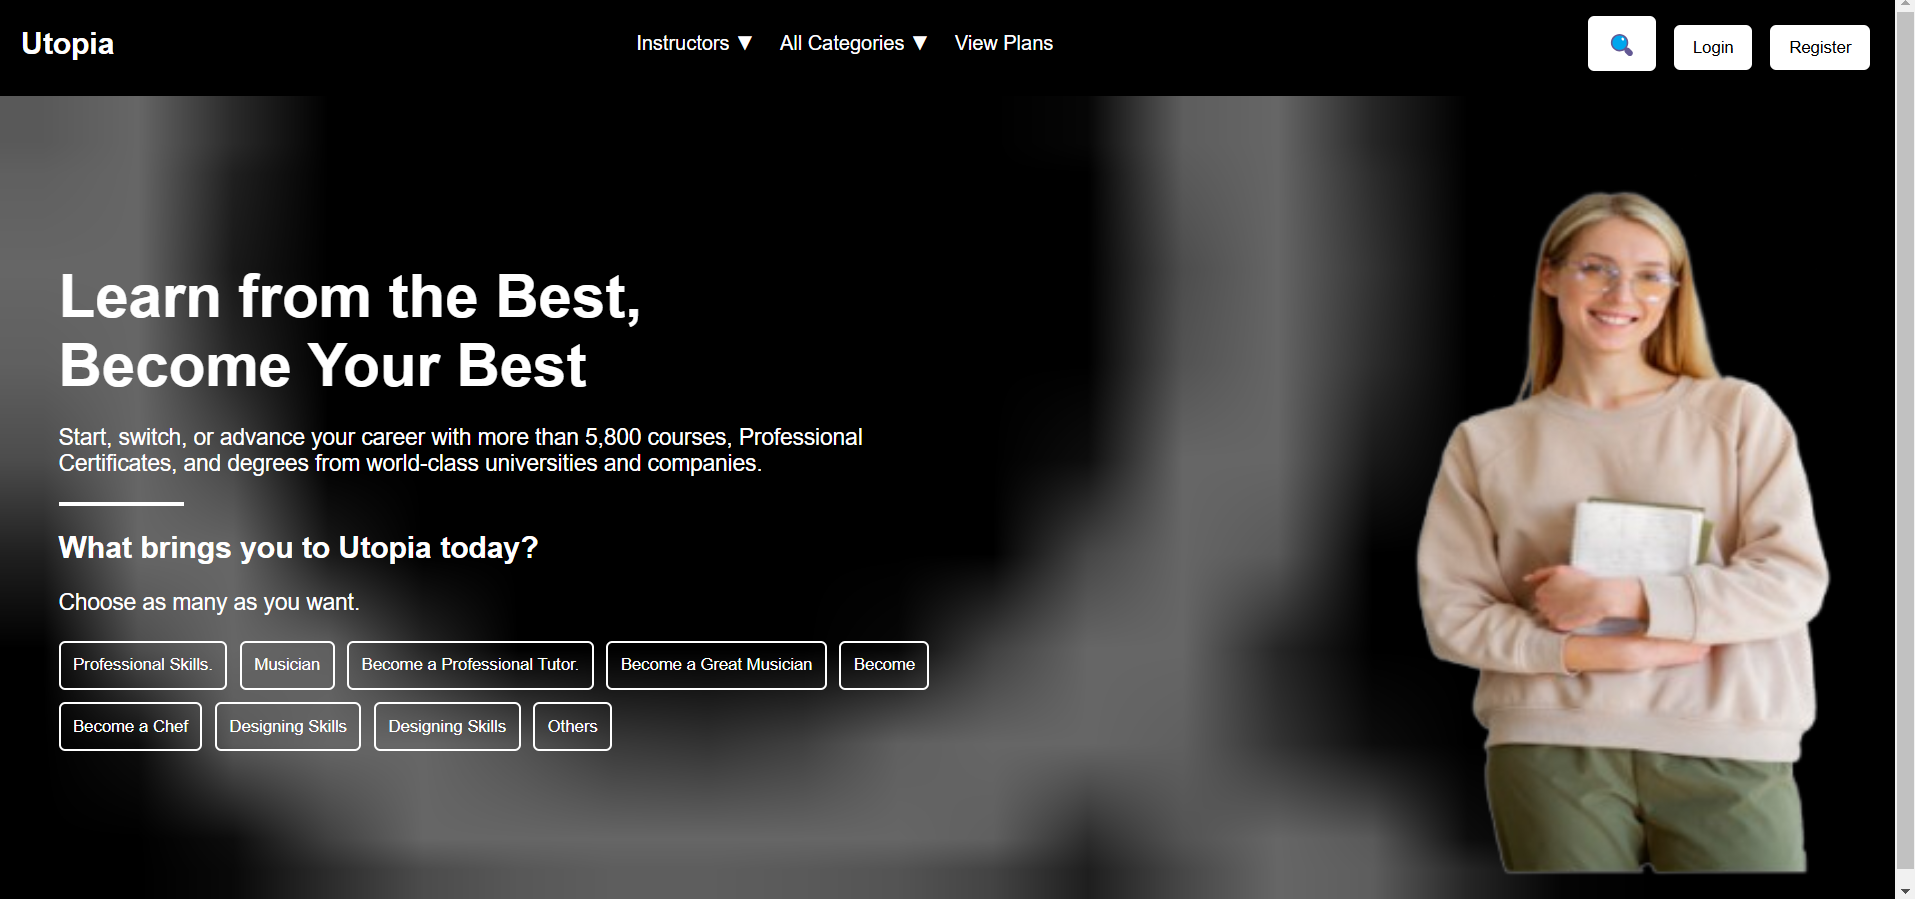 Utopia
Instructors ▼ All Categories ▼ View Plans
Login Register
Learn from the Best,
Become Your Best
Start, switch, or advance your career with more than 5,800 courses, Professional
Certificates, and degrees from world-class universities and companies.
What brings you to Utopia today?
Choose as many as you want.
Professional Skills. Musician Become a Professional Tutor. Become a Great Musician Become
Become a Chef Designing Skills Designing Skills Others